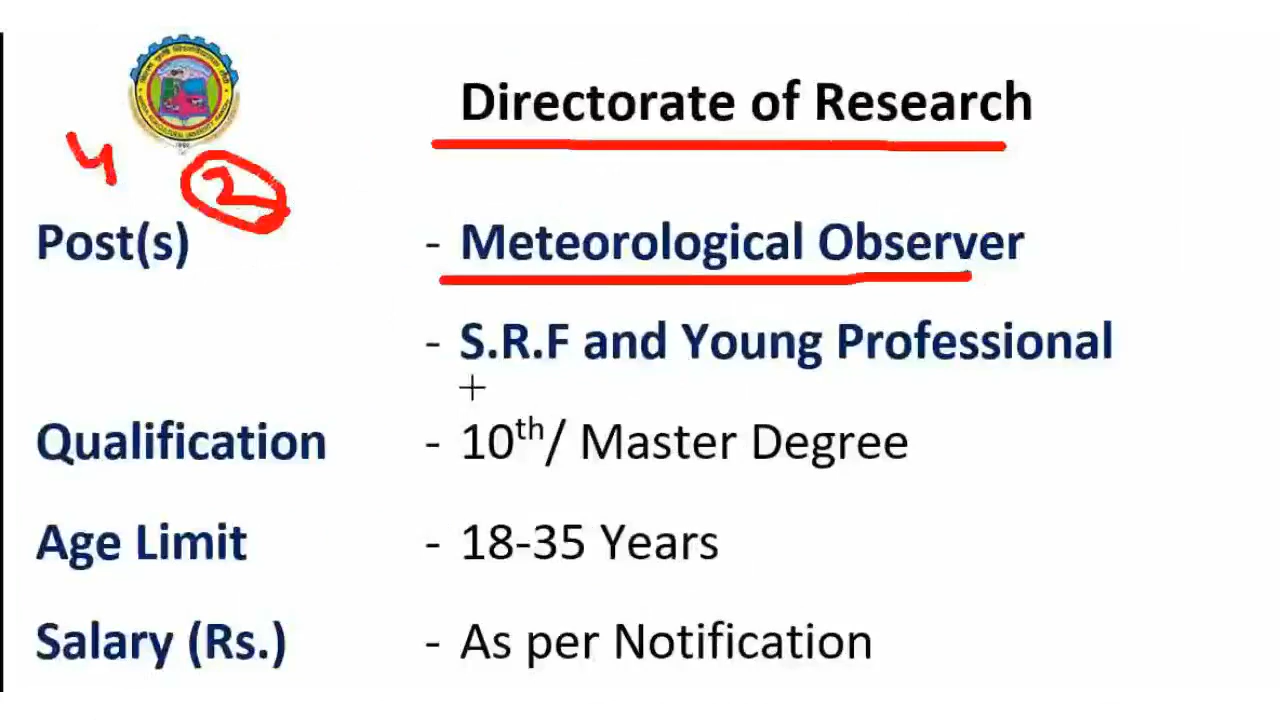 Directorate of Research
4
2
Post(s) - Meteorological Observer
- S.R.F and Young Professional
Qualification - 10th/ Master Degree
Age Limit - 18-35 Years
Salary (Rs.) - As per Notification